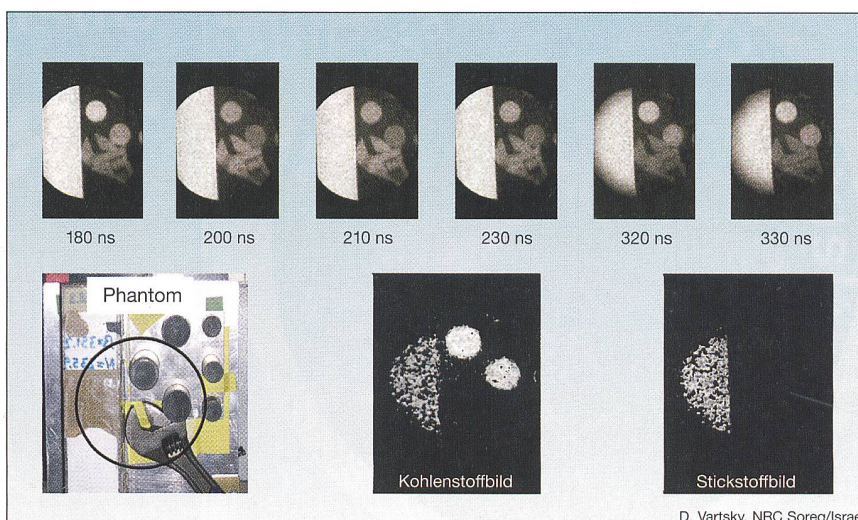 180 ns
200 ns
210 ns
230 ns
320 ns
330 ns
Phantom
Kohlenstoffbild
Stickstoffbild
D. Vartsky, NRC Soreq/Israe